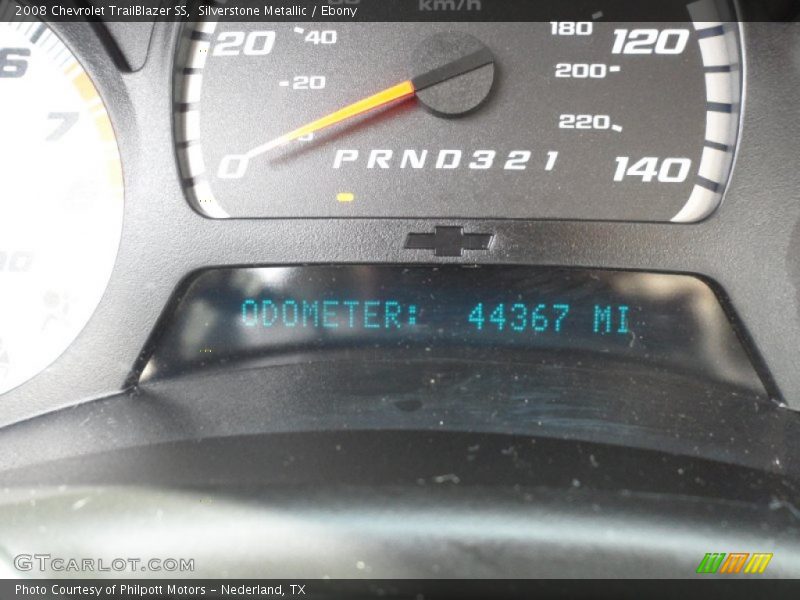 2008 Chevrolet TrailBlazer SS, Silverstone Metallic / Ebony
km/h
6
7
20
40
20
0
180
120
200
220
140
PRND321
ODOMETER: 44367 MI
GTCARLOT.COM
Photo Courtesy of Philpott Motors - Nederland, TX